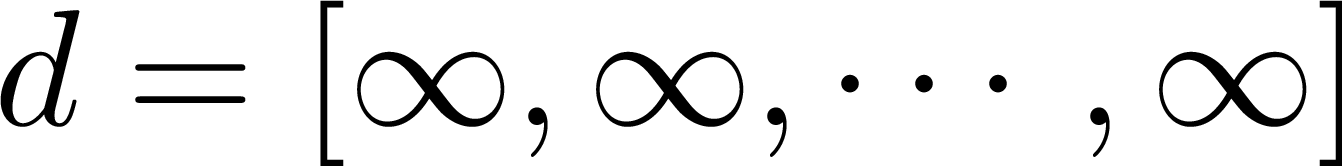 d = [∞, ∞, ⋯ , ∞]